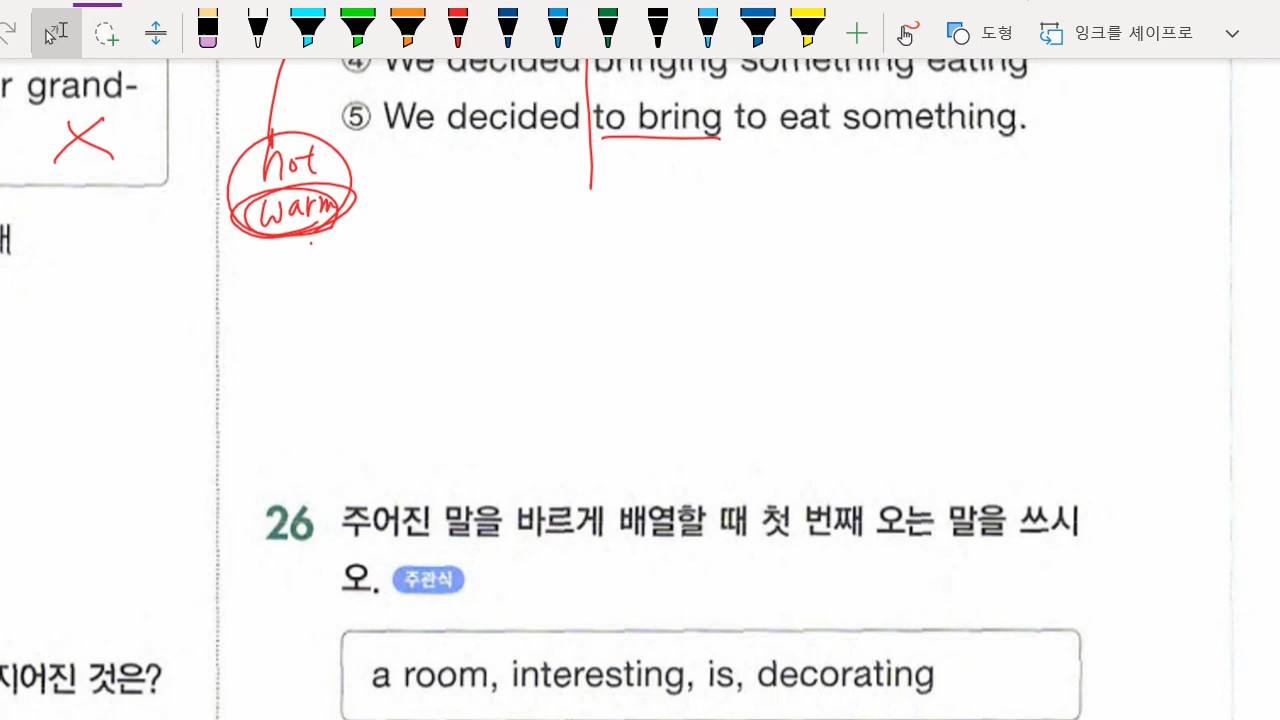 도형
잉크를 셰이프로
r grand-
④ We decided bringing something eating
⑤ We decided to bring to eat something.
hot
warm
26 주어진 말을 바르게 배열할 때 첫 번째 오는 말을 쓰시
오. 주관식
지어진 것은?
a room, interesting, is, decorating